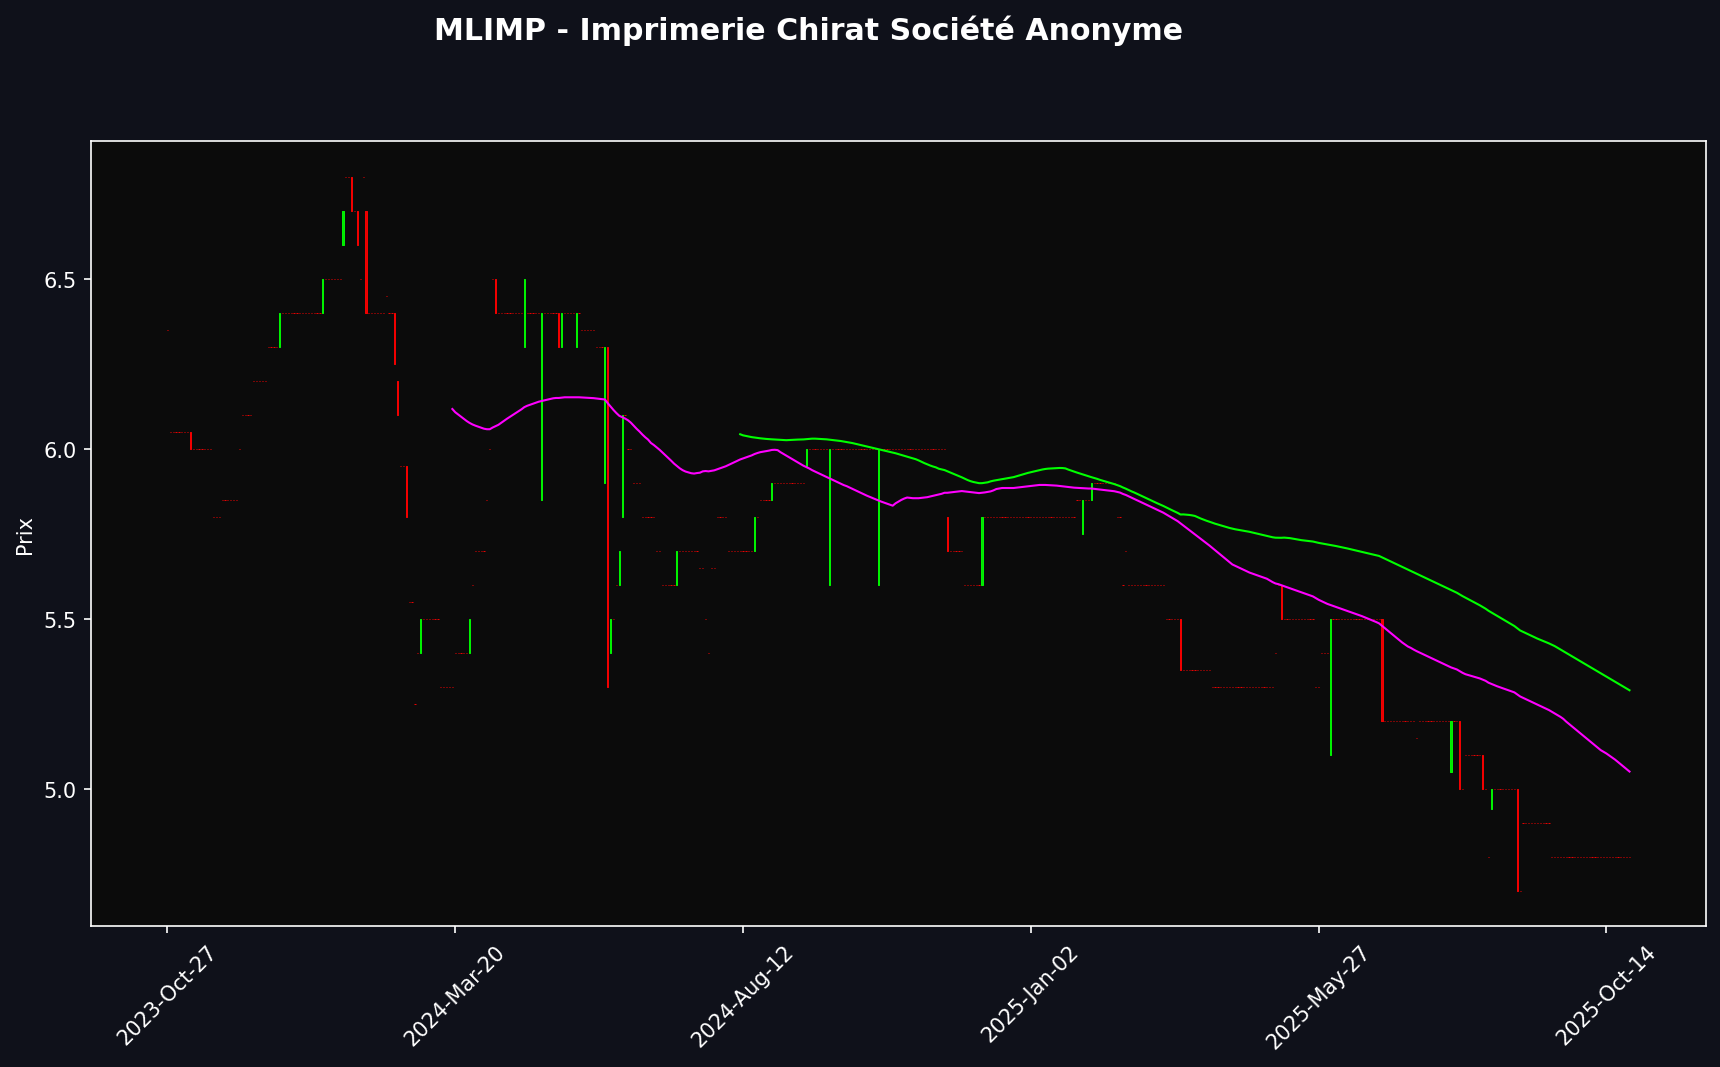 MLIMP - Imprimerie Chirat Société Anonyme
Prix
6.5
6.0
5.5
5.0
2023-Oct-27
2024-Mar-20
2024-Aug-12
2025-Jan-02
2025-May-27
2025-Oct-14